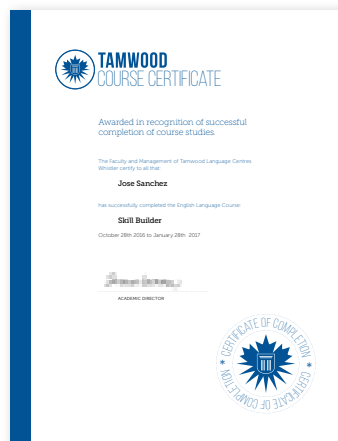 TAMWOOD
COURSE CERTIFICATE
Awarded in recognition of successful
completion of course studies.
The Faculty and Management of Tamwood Language Centres
Whistler certify to all that
Jose Sanchez
has successfully completed the English Language Course:
Skill Builder
October 28th 2016 to January 28th 2017
ACADEMIC DIRECTOR
CERTIFICATE OF COMPLETION
CERTIFICATE OF COMPLETION